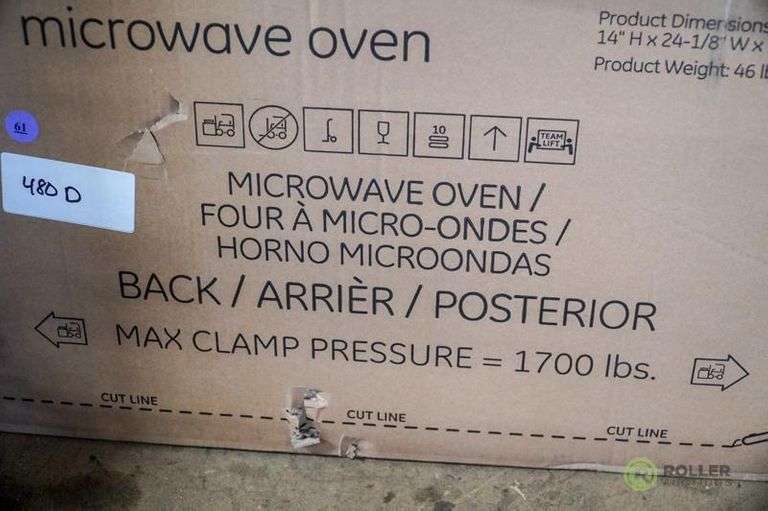 microwave oven
Product Dimensions
14" H x 24-1/8" W x
Product Weight: 46 lb
61
480 D
10
TEAM
LIFT
MICROWAVE OVEN /
FOUR À MICRO-ONDES /
HORNO MICROONDAS
BACK / ARRIÈR / POSTERIOR
MAX CLAMP PRESSURE = 1700 lbs.
CUT LINE
CUT LINE
CUT LINE
R
ROLLER
AUCTIONS